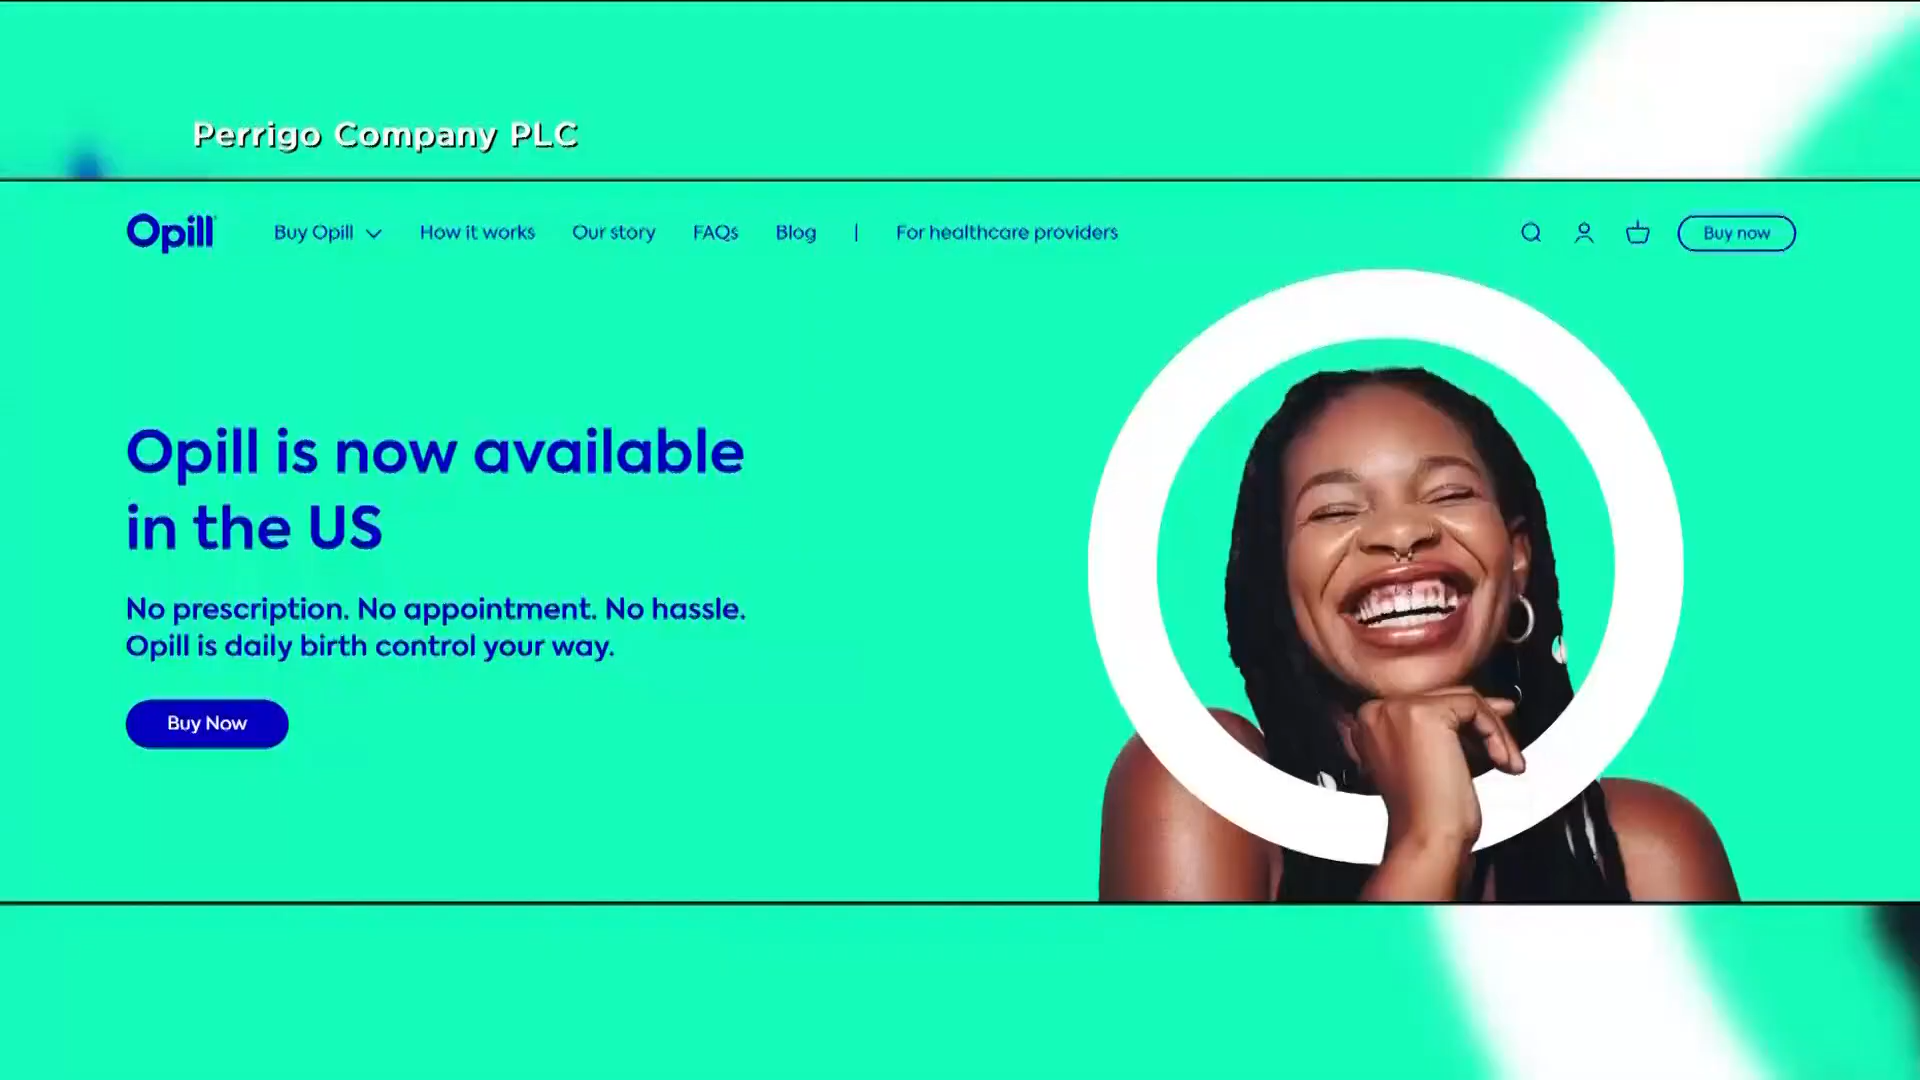 Perrigo Company PLC
Opill
Buy Opill
How it works
Our story
FAQs
Blog
|
For healthcare providers
Buy now
Opill is now available
in the US
No prescription. No appointment. No hassle.
Opill is daily birth control your way.
Buy Now